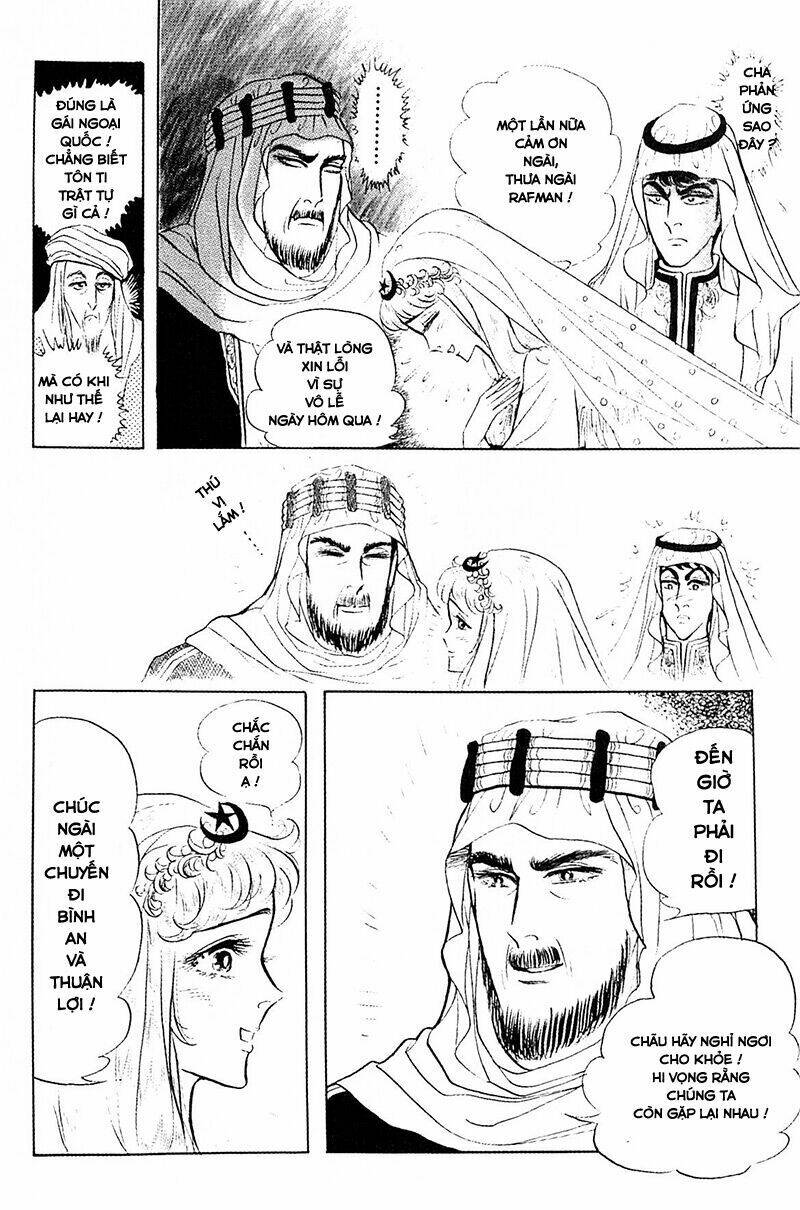 CHA
PHẢN
ỨNG
SAO
ĐÂY ?
MỘT LẦN NỮA
CẢM ƠN
NGÀI,
THƯA NGÀI
RAFMAN !
.........
VÀ THẬT LÒNG
XIN LỖI
VÌ SỰ
VÔ LỄ
NGÀY HÔM QUA !
ĐÚNG LÀ
GÁI NGOẠI
QUỐC !
CHẲNG BIẾT
TÔN TI
TRẬT TỰ
GÌ CẢ !
MÀ CÓ KHI
NHƯ THẾ
LẠI HAY !
THÚ
VỊ
LẮM !
...
ĐẾN
GIỜ
TA
PHẢI
ĐI
RỒI !
CHÁU HÃY NGHỈ NGƠI
CHO KHỎE !
HI VỌNG RẰNG
CHÚNG TA
CÒN GẶP LẠI NHAU !
CHẮC
CHẮN
RỒI
Ạ !
CHÚC
NGÀI
MỘT
CHUYẾN
ĐI
BÌNH
AN
VÀ
THUẬN
LỢI !